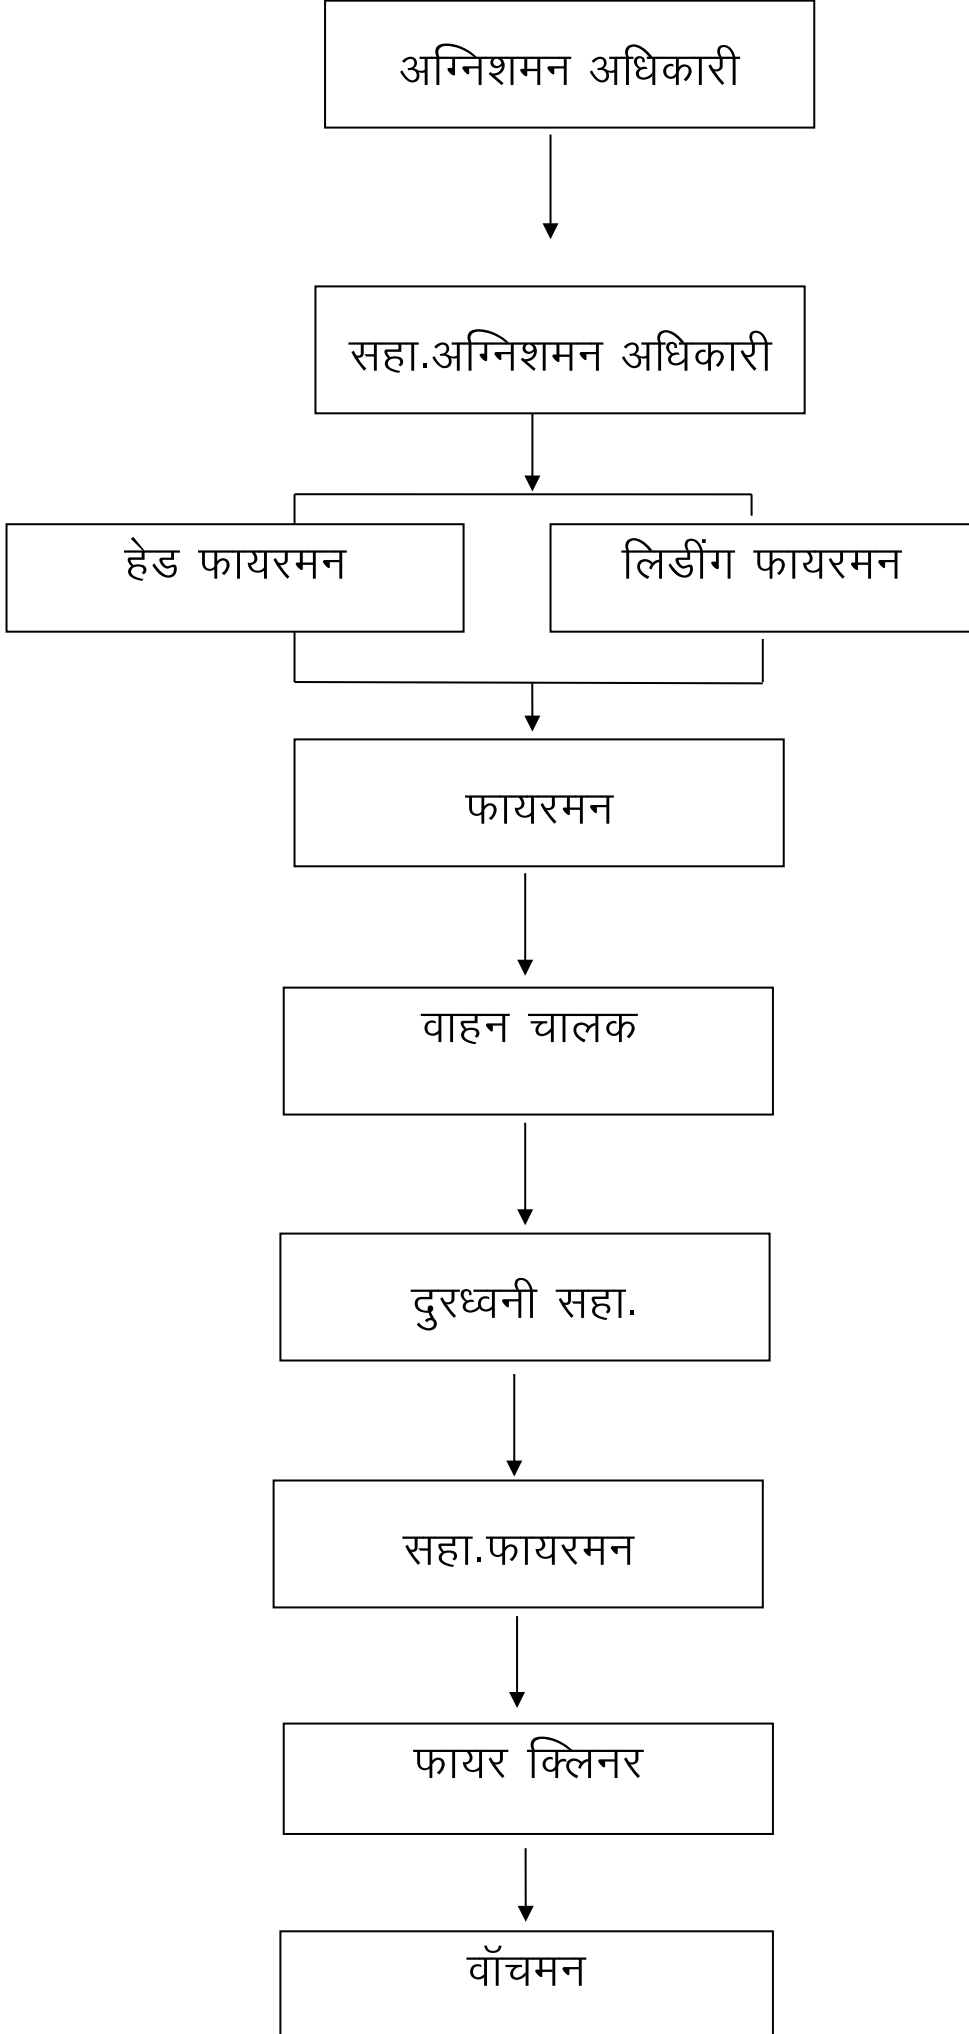 अग्निशमन अधिकारी
सहा.अग्निशमन अधिकारी
हेड फायरमन
लिडींग फायरमन
फायरमन
वाहन चालक
दुरध्वनी सहा.
सहा.फायरमन
फायर क्लिनर
वॉचमन